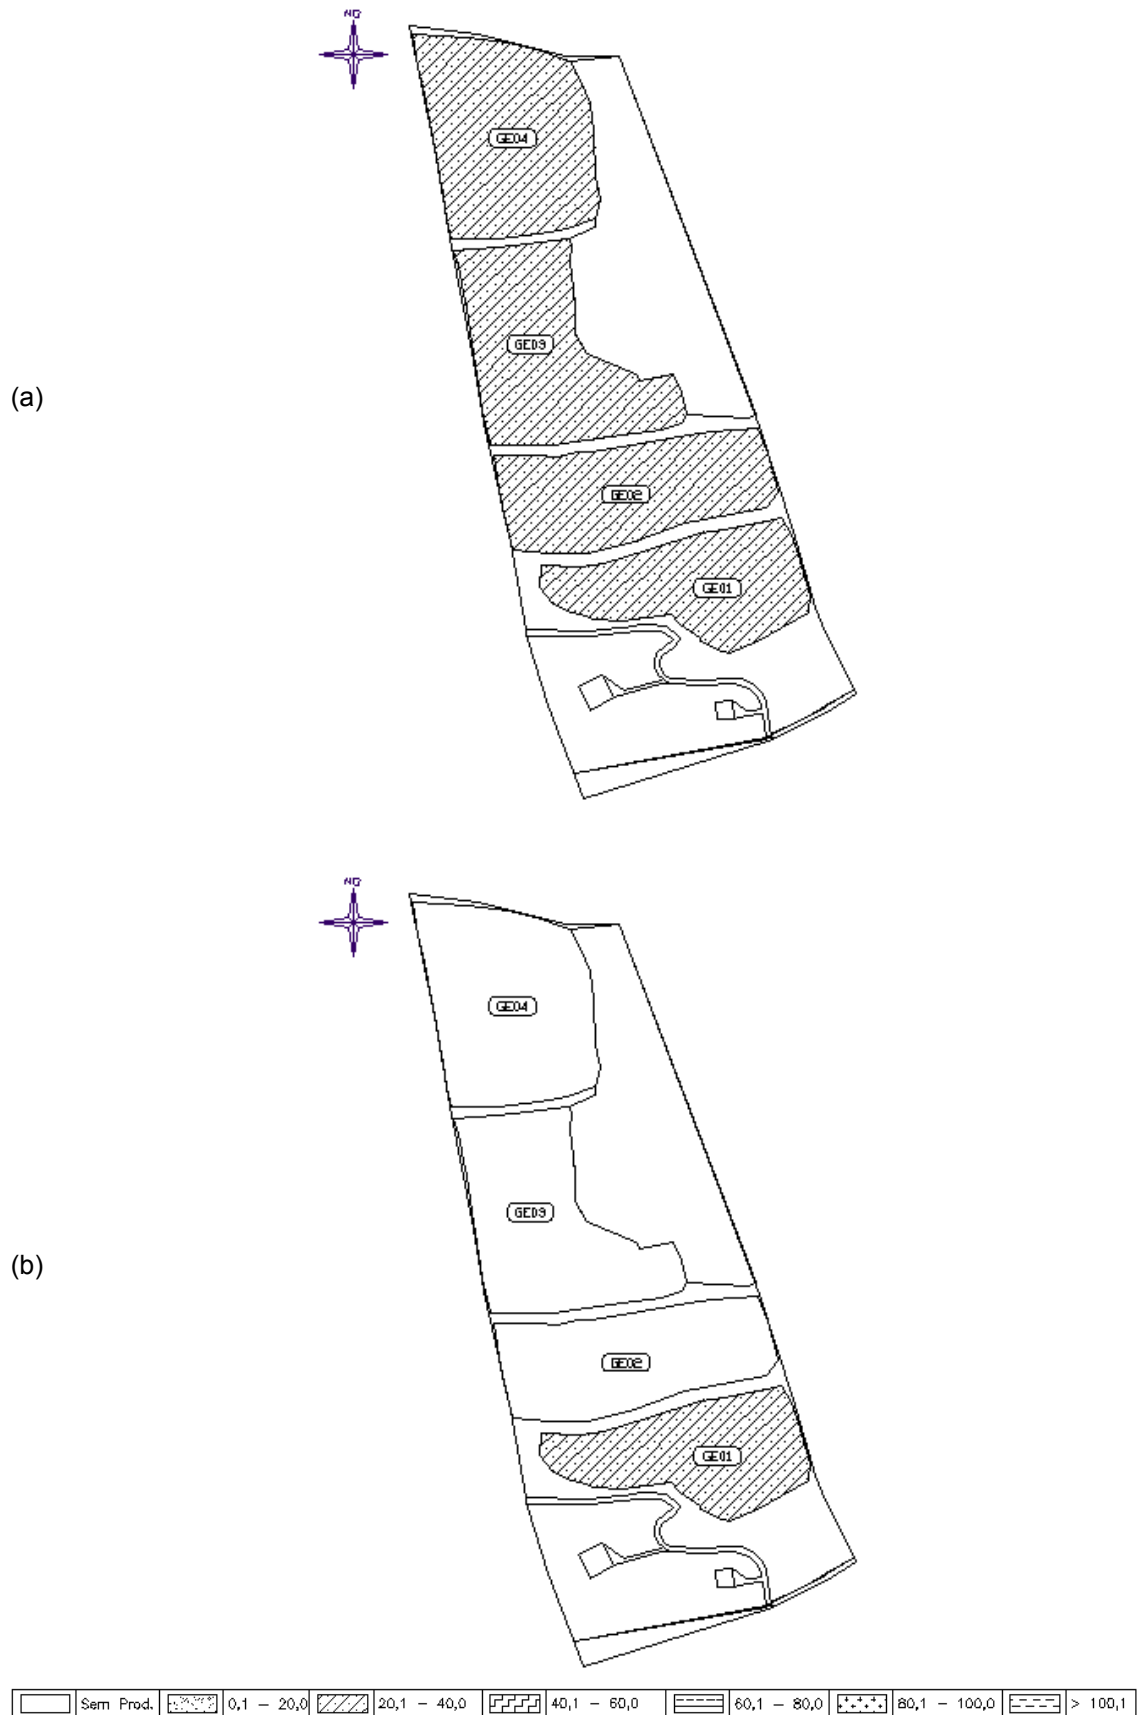 NQ
GE04
GE03
(a)
GE02
GE01
NQ
GE04
GE03
(b)
GE02
GE01
Sem Prod. 0,1 – 20,0 20,1 – 40,0 40,1 – 60,0 60,1 – 80,0 80,1 – 100,0 > 100,1